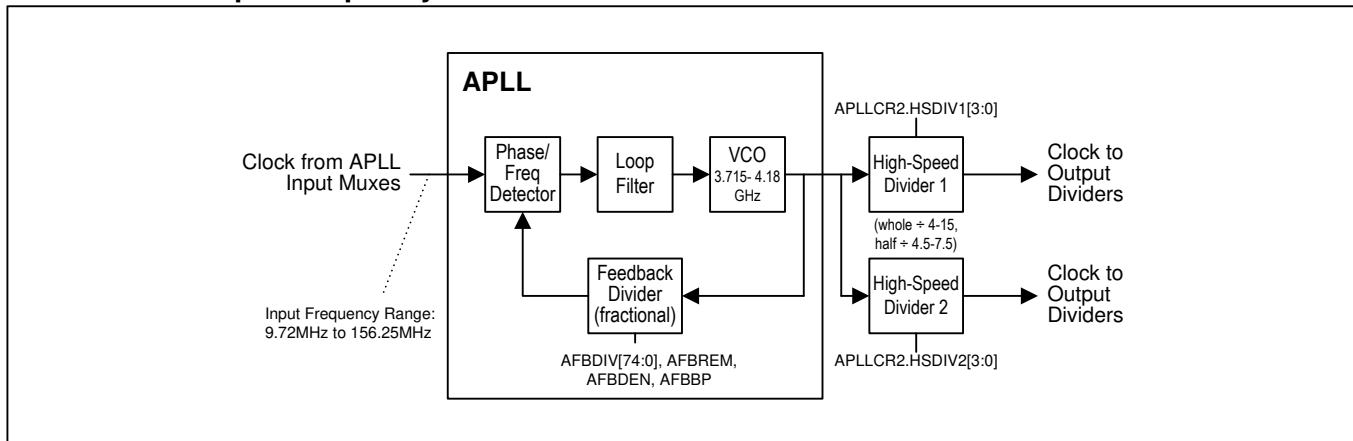 APLL
Clock from APLL
Input Muxes
Phase/
Freq
Detector
Loop
Filter
VCO
3.715- 4.18
GHz
APLLCR2.HSDIV1[3:0]
High-Speed
Divider 1
Clock to
Output
Dividers
(whole ÷ 4-15,
half ÷ 4.5-7.5)
Feedback
Divider
(fractional)
High-Speed
Divider 2
Clock to
Output
Dividers
Input Frequency Range:
9.72MHz to 156.25MHz
AFBDIV[74:0], AFBREM,
AFBDEN, AFBBP
APLLCR2.HSDIV2[3:0]